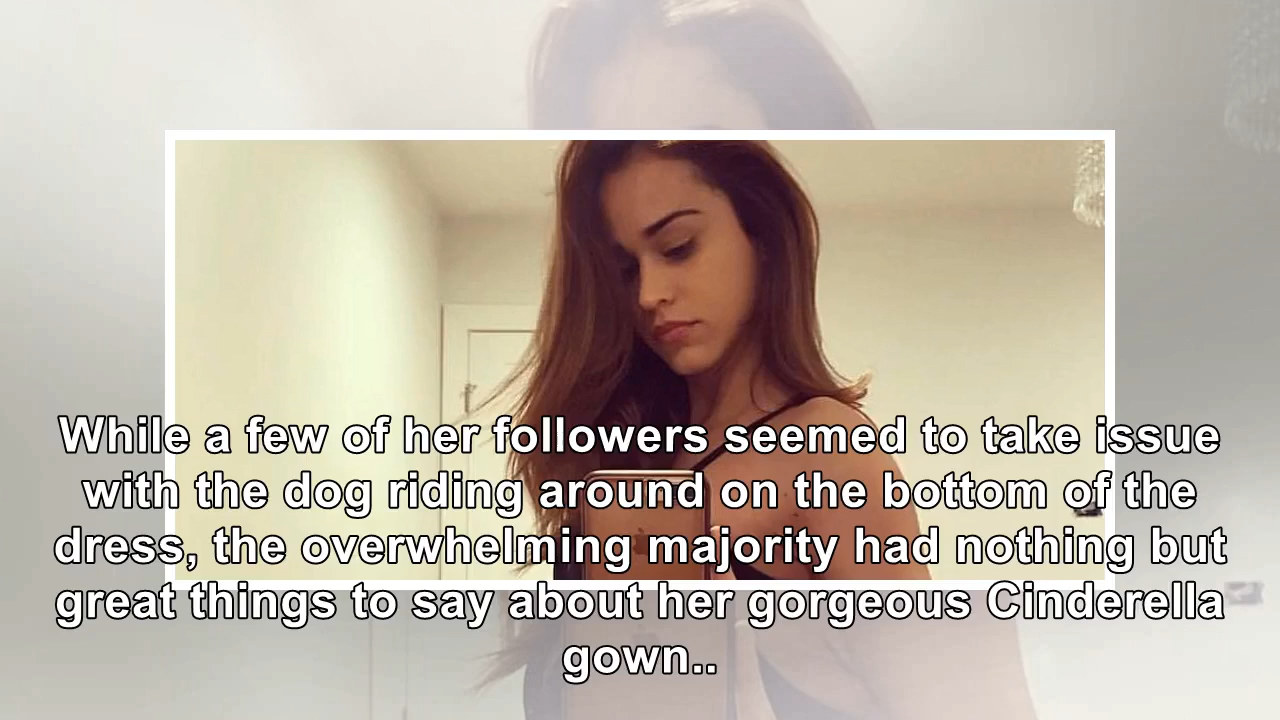 While a few of her followers seemed to take issue
with the dog riding around on the bottom of the
dress, the overwhelming majority had nothing but
great things to say about her gorgeous Cinderella
gown..